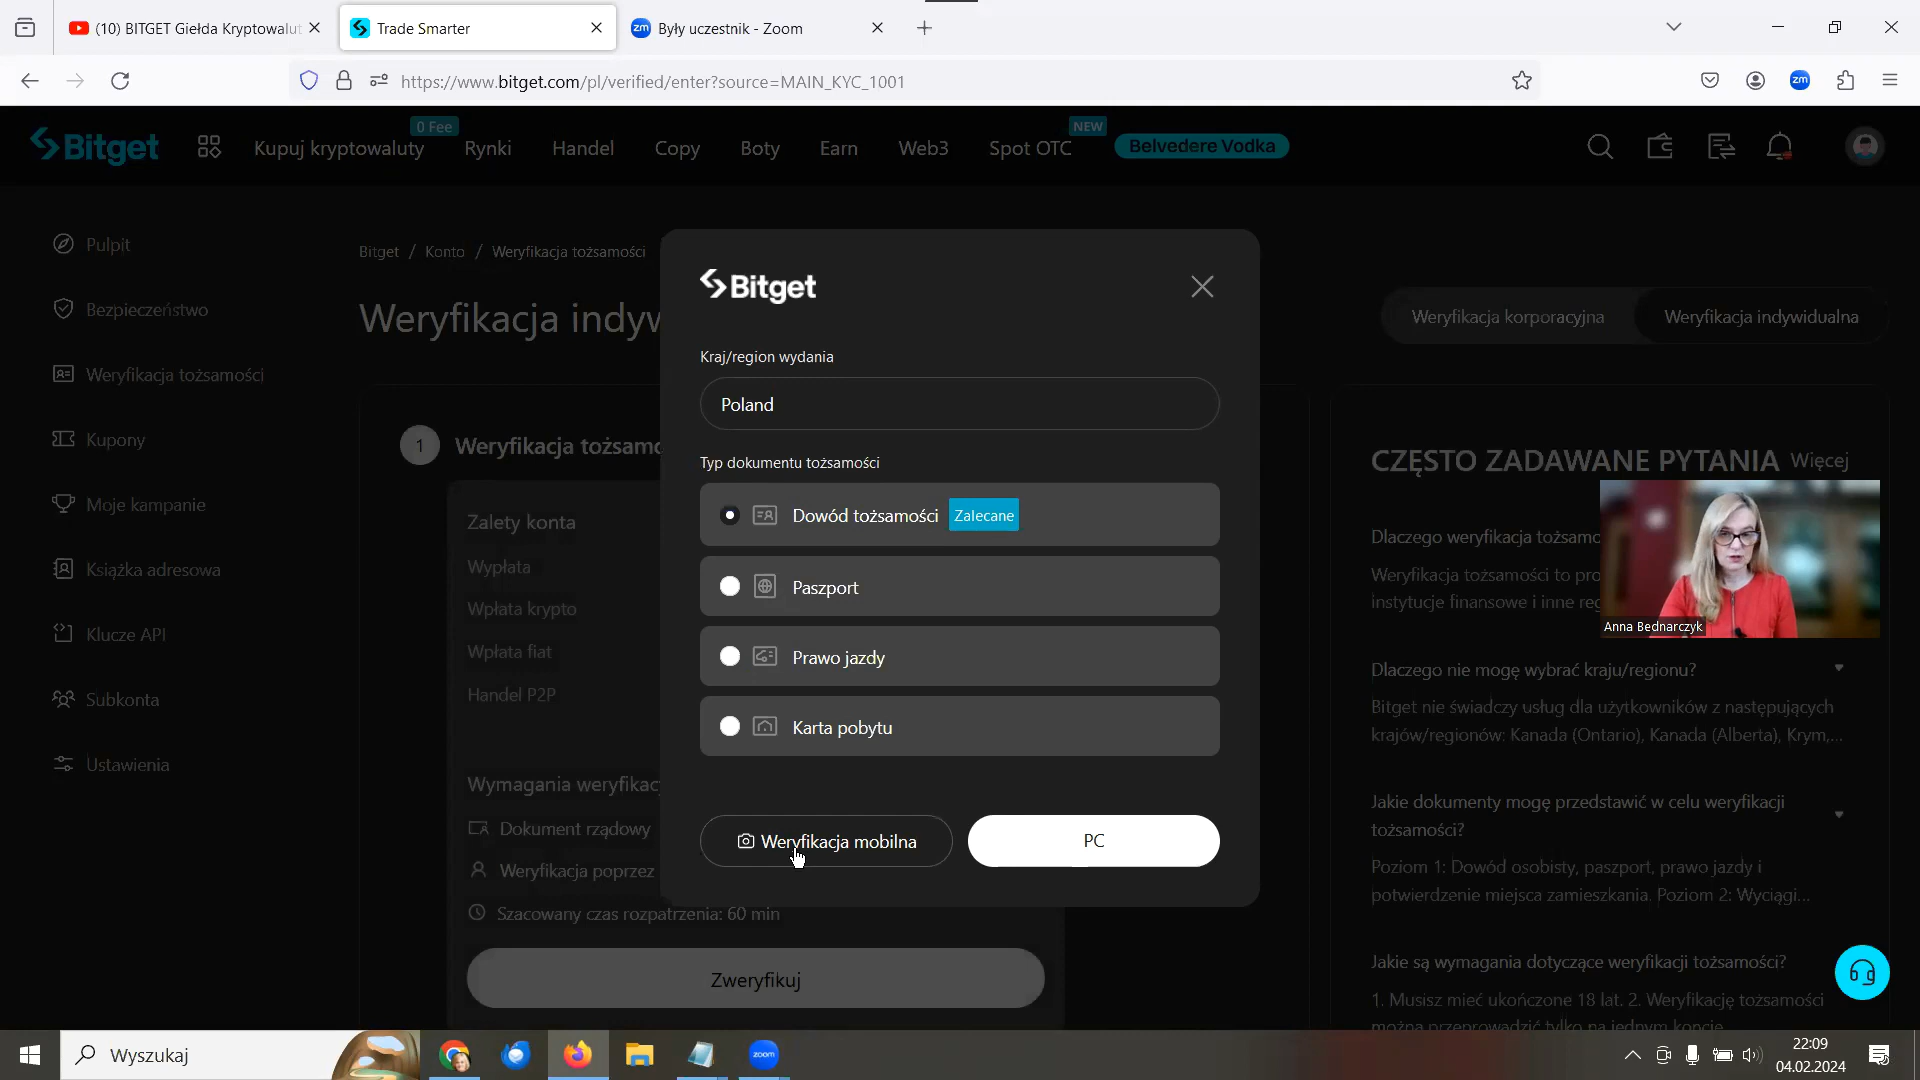 (10) BITGET Giełda Kryptowalut
Trade Smarter
Były uczestnik - Zoom
https://www.bitget.com/pl/verified/enter?source=MAIN_KYC_1001
Bitget
Kupuj kryptowaluty
0 Fee
Rynki
Handel
Copy
Boty
Earn
Web3
Spot OTC
NEW
Belvedere Vodka
Pulpit
Bezpieczeństwo
Weryfikacja tożsamości
Kupony
Moje kampanie
Książka adresowa
Klucze API
Subkonta
Ustawienia
Bitget / Konto / Weryfikacja tożsamości
Weryfikacja indyw
Weryfikacja korporacyjna
Weryfikacja indywidualna
1 Weryfikacja tożsamo
Zalety konta
Wypłata
Wpłata krypto
Wpłata fiat
Handel P2P
Wymagania weryfikac
Dokument rządowy
Weryfikacja poprzez
Szacowany czas rozpatrzenia: 60 min
Zweryfikuj
Bitget
Kraj/region wydania
Poland
Typ dokumentu tożsamości
Dowód tożsamości Zalecane
Paszport
Prawo jazdy
Karta pobytu
Weryfikacja mobilna
PC
CZĘSTO ZADAWANE PYTANIA Więcej
Dlaczego weryfikacja tożsamo
Weryfikacja tożsamości to pro
instytucje finansowe i inne reg
Anna Bednarczyk
Dlaczego nie mogę wybrać kraju/regionu?
Bitget nie świadczy usług dla użytkowników z następujących
krajów/regionów: Kanada (Ontario), Kanada (Alberta), Krym,...
Jakie dokumenty mogę przedstawić w celu weryfikacji
tożsamości?
Poziom 1: Dowód osobisty, paszport, prawo jazdy i
potwierdzenie miejsca zamieszkania. Poziom 2: Wyciągi...
Jakie są wymagania dotyczące weryfikacji tożsamości?
1. Musisz mieć ukończone 18 lat. 2. Weryfikację tożsamości
można przeprowadzić tylko na jednym koncie
Wyszukaj
zoom
22:09
04.02.2024